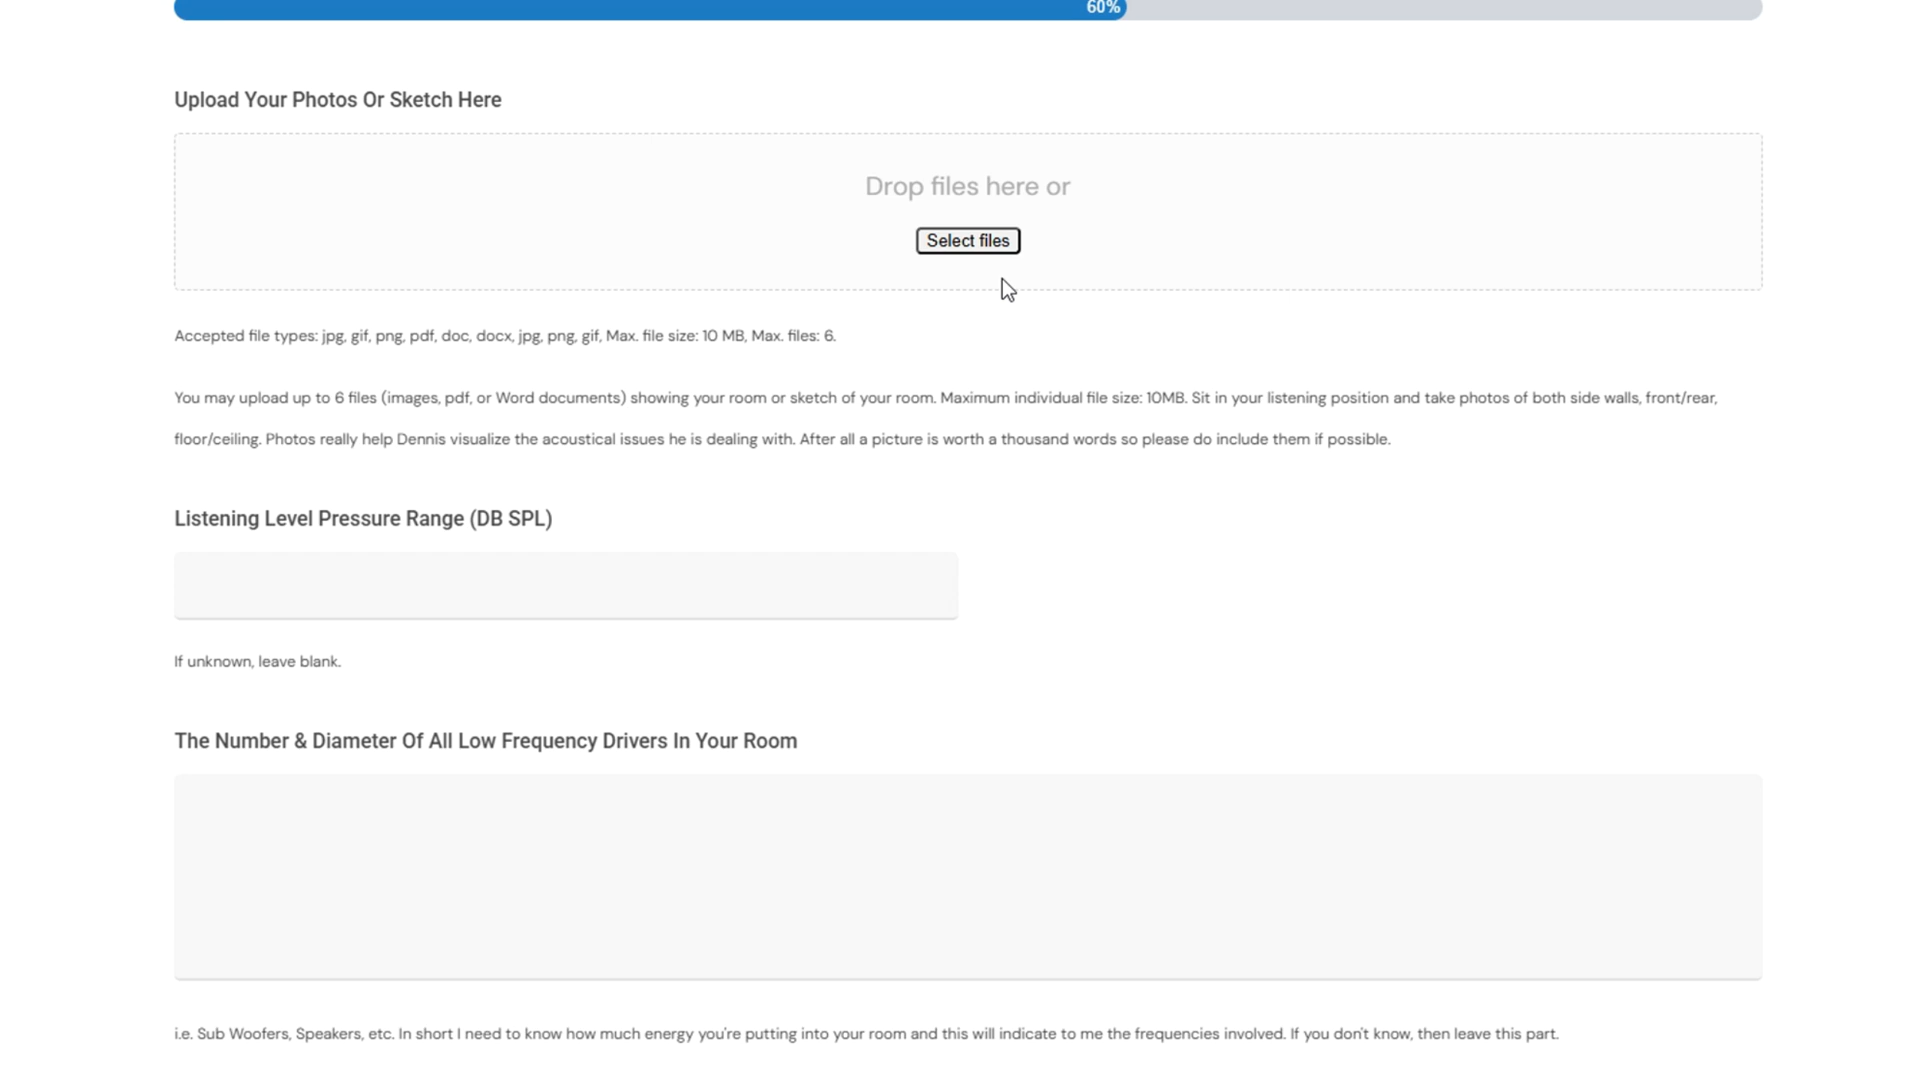 60%
Upload Your Photos Or Sketch Here
Drop files here or
Select files
Accepted file types: jpg, gif, png, pdf, doc, docx, jpg, png, gif, Max. file size: 10 MB, Max. files: 6.
You may upload up to 6 files (images, pdf, or Word documents) showing your room or sketch of your room. Maximum individual file size: 10MB. Sit in your listening position and take photos of both side walls, front/rear,
floor/ceiling. Photos really help Dennis visualize the acoustical issues he is dealing with. After all a picture is worth a thousand words so please do include them if possible.
Listening Level Pressure Range (DB SPL)
If unknown, leave blank.
The Number & Diameter Of All Low Frequency Drivers In Your Room
i.e. Sub Woofers, Speakers, etc. In short I need to know how much energy you're putting into your room and this will indicate to me the frequencies involved. If you don't know, then leave this part.